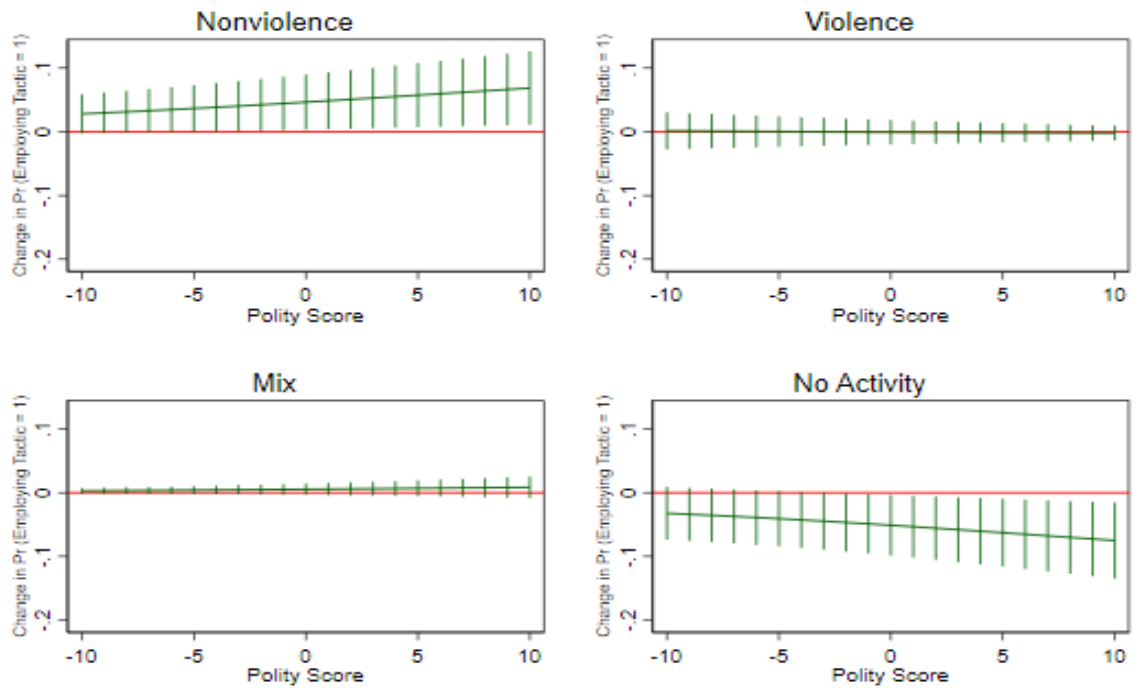 Nonviolence
Change in Pr (Employing Tactic = 1)
.1
0
-.1
-.2
-10 -5 0 5 10
Polity Score
Violence
Change in Pr (Employing Tactic = 1)
.1
0
-.1
-.2
-10 -5 0 5 10
Polity Score
Mix
Change in Pr (Employing Tactic = 1)
.1
0
-.1
-.2
-10 -5 0 5 10
Polity Score
No Activity
Change in Pr (Employing Tactic = 1)
.1
0
-.1
-.2
-10 -5 0 5 10
Polity Score